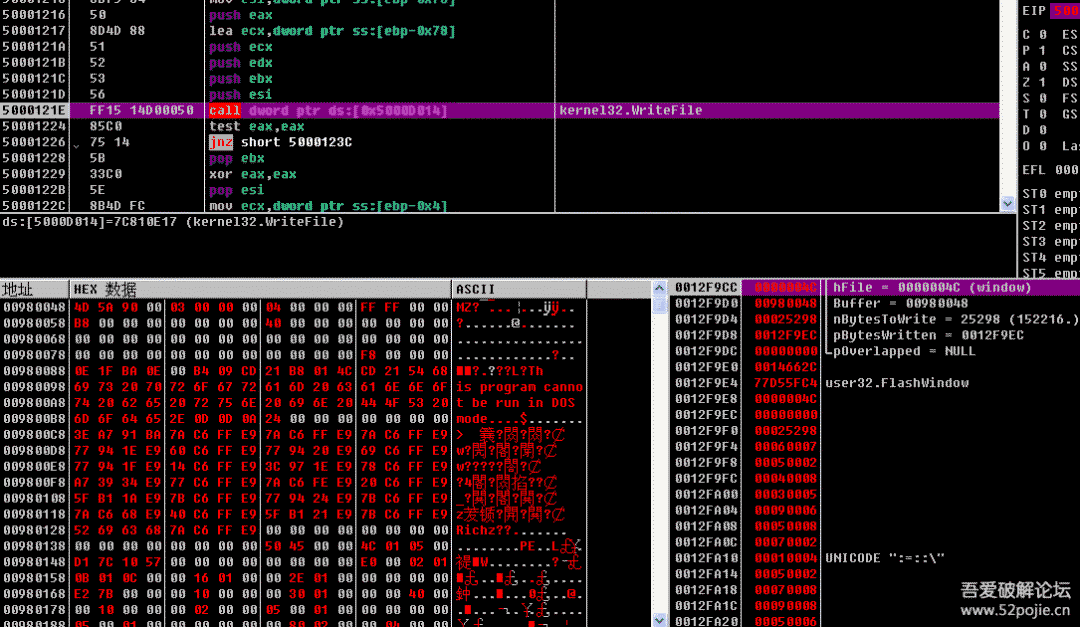 50001216 50 push eax
50001217 8D4D 88 lea ecx,dword ptr ss:[ebp-0x78]
5000121A 51 push ecx
5000121B 52 push edx
5000121C 53 push ebx
5000121D 56 push esi
5000121E FF15 14D00050 call dword ptr ds:[0x5000D014] kernel32.WriteFile
50001224 85C0 test eax,eax
50001226 75 14 jnz short 5000123C
50001228 5B pop ebx
50001229 33C0 xor eax,eax
5000122B 5E pop esi
5000122C 8B4D FC mov ecx,dword ptr ss:[ebp-0x4]
ds:[5000D014]=7C810E17 (kernel32.WriteFile)
EIP
C 0 ES
P 1 CS
A 0 SS
Z 1 DS
S 0 FS
T 0 GS
D 0
O 0 La
EFL 000
ST0 emp
ST1 emp
ST2 emp
ST3 emp
ST4 emp
ST5 emp
地址 HEX 数据 ASCII
00980048 4D 5A 90 00 03 00 00 00 04 00 00 00 FF FF 00 00
00980058 B8 00 00 00 00 00 00 00 40 00 00 00 00 00 00 00
00980068 00 00 00 00 00 00 00 00 00 00 00 00 00 00 00 00
00980078 00 00 00 00 00 00 00 00 00 00 00 00 F8 00 00 00
00980088 0E 1F BA 0E 00 B4 09 CD 21 B8 01 4C CD 21 54 68
00980098 69 73 20 70 72 6F 67 72 61 6D 20 63 61 6E 6E 6F is program canno
009800A8 74 20 62 65 20 72 75 6E 20 69 6E 20 44 4F 53 20 t be run in DOS
009800B8 6D 6F 64 65 2E 0D 0D 0A 24 00 00 00 00 00 00 00 mode....$.......
009800C8 3E A7 91 BA 7A C6 FF E9 7A C6 FF E9 7A C6 FF E9
009800D8 77 94 1E E9 60 C6 FF E9 77 94 20 E9 69 C6 FF E9
009800E8 77 94 1F E9 14 C6 FF E9 3C 97 1E E9 78 C6 FF E9
009800F8 A7 39 34 E9 77 C6 FF E9 7A C6 FE E9 20 C6 FF E9
00980108 5F B1 1A E9 7B C6 FF E9 77 94 24 E9 7B C6 FF E9
00980118 7A C6 68 E9 40 C6 FF E9 5F B1 21 E9 7B C6 FF E9
00980128 52 69 63 68 7A C6 FF E9 00 00 00 00 00 00 00 00 Richz??.......
00980138 00 00 00 00 00 00 00 00 50 45 00 00 4C 01 05 00
00980148 D1 7C 10 57 00 00 00 00 00 00 00 00 E0 00 02 01
00980158 0B 01 0C 00 00 16 01 00 00 2E 01 00 00 00 00 00
00980168 E2 7B 00 00 00 10 00 00 00 30 01 00 00 00 40 00
00980178 00 10 00 00 00 02 00 00 05 00 01 00 00 00 00 00
0012F9CC 0000004C hFile = 0000004C (window)
0012F9D0 00980048 Buffer = 00980048
0012F9D4 00025298 nBytesToWrite = 25298 (152216.)
0012F9D8 0012F9EC pBytesWritten = 0012F9EC
0012F9DC 00000000 pOverlapped = NULL
0012F9E0 0014662C
0012F9E4 77D55FC4 user32.FlashWindow
0012F9E8 0000004C
0012F9EC 00000000
0012F9F0 00025298
0012F9F4 00060007
0012F9F8 00050002
0012F9FC 00040008
0012FA00 00030005
0012FA04 00090006
0012FA08 00050008
0012FA0C 00070002
0012FA10 00010004 UNICODE ":=::\"
0012FA14 00050002
0012FA18 00070008
0012FA1C 00090008
0012FA20 00050006
吾爱破解论坛
www.52pojie.cn